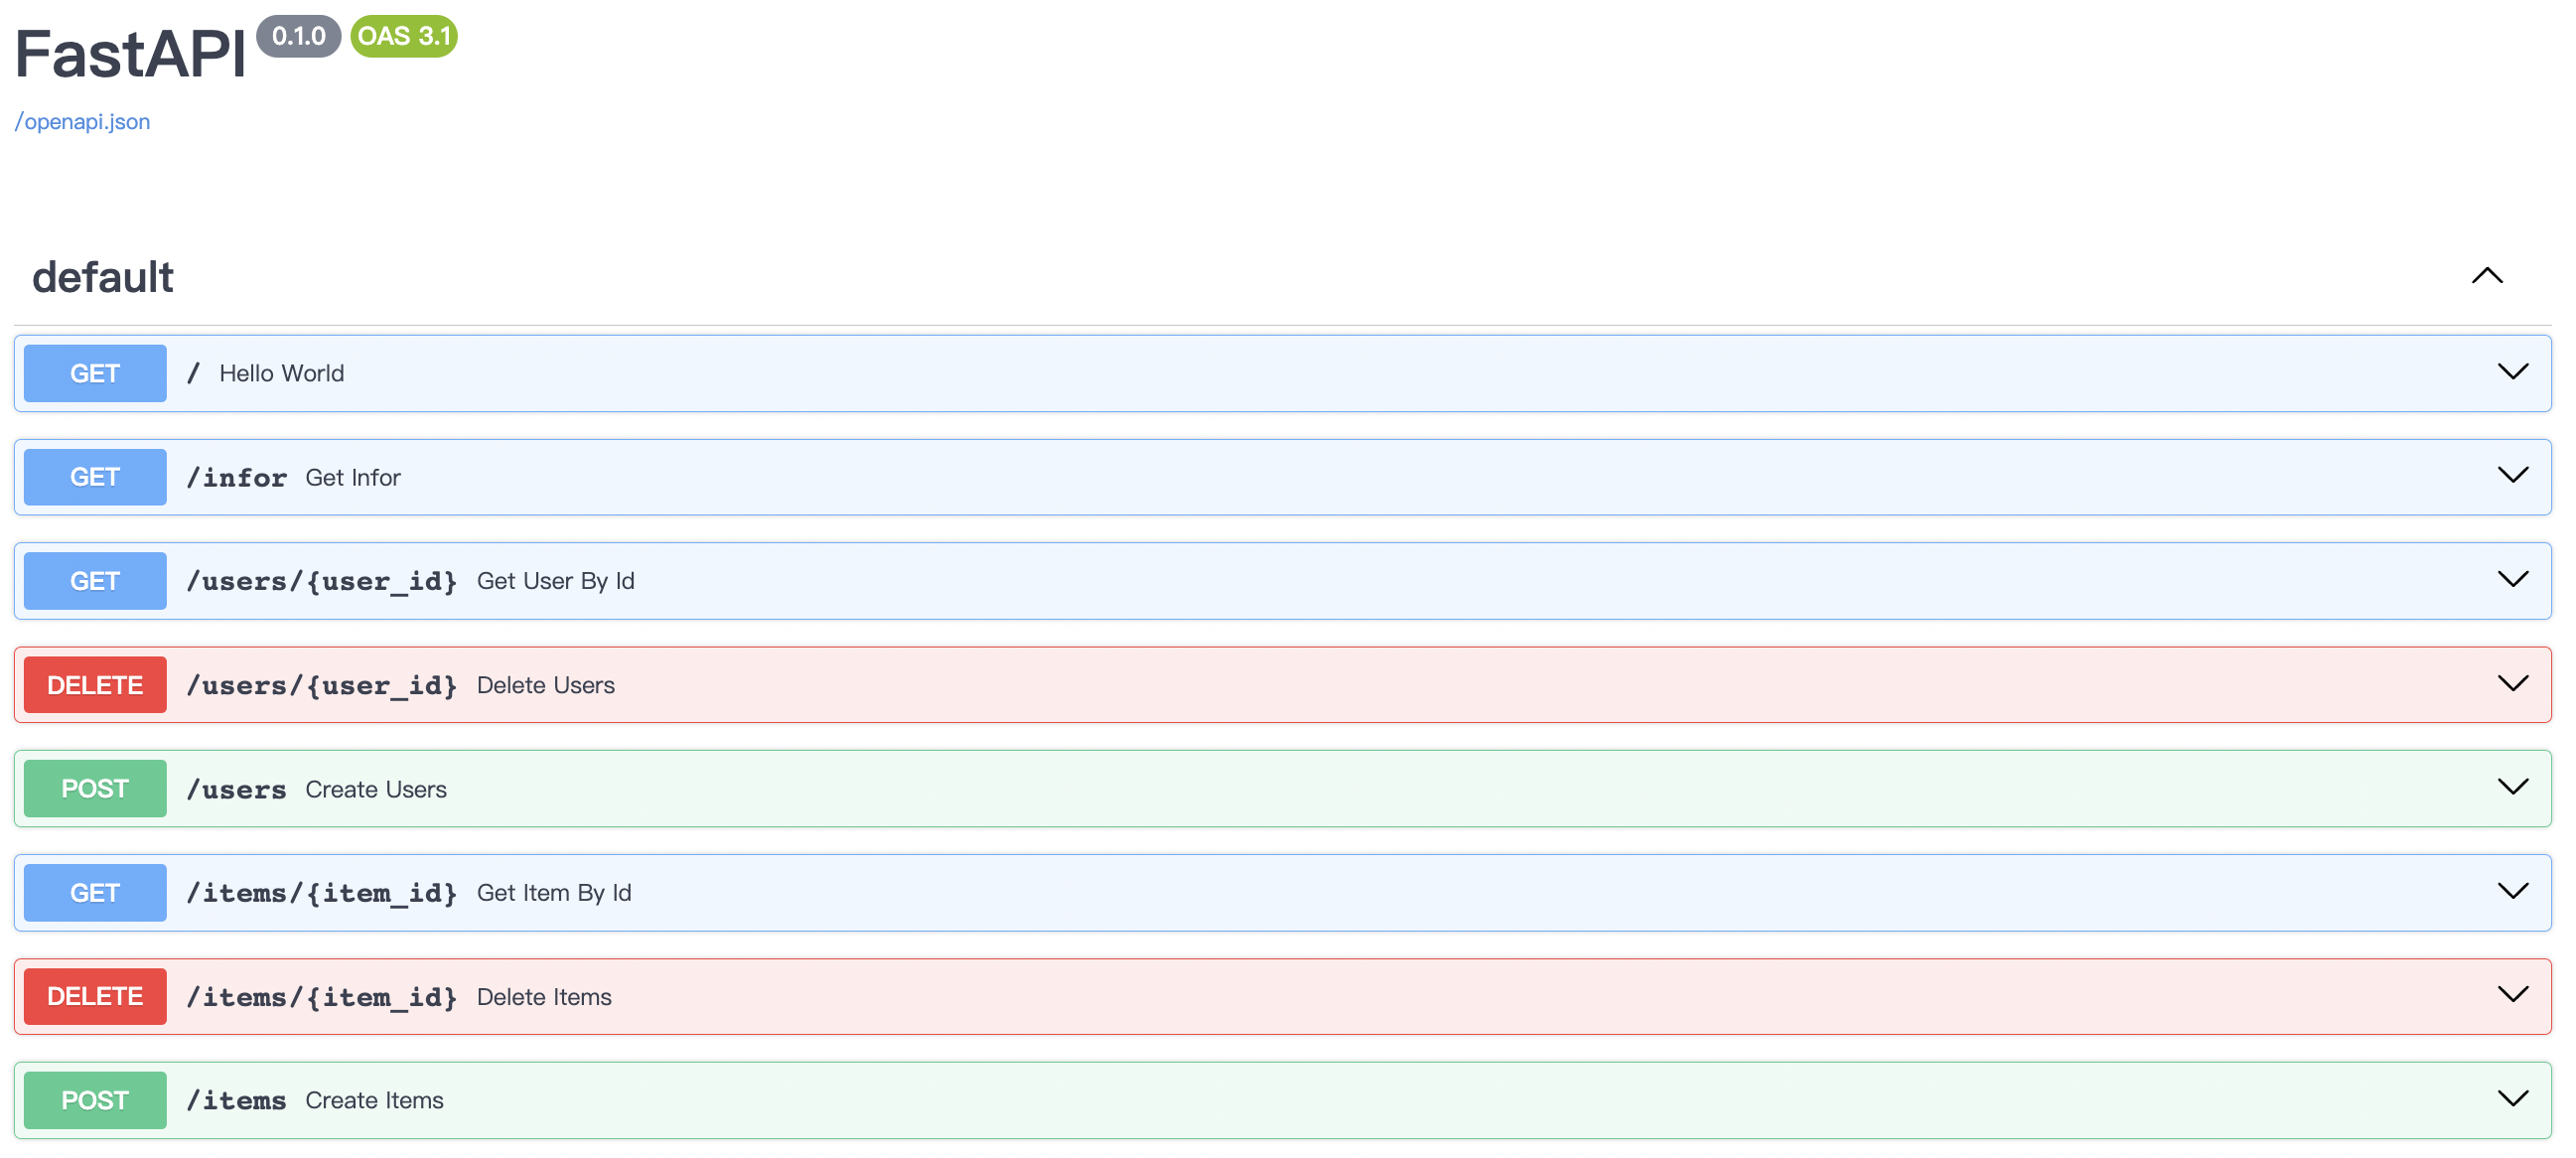 FastAPI 0.1.0 OAS 3.1
/openapi.json
default
GET / Hello World
GET /infor Get Infor
GET /users/{user_id} Get User By Id
DELETE /users/{user_id} Delete Users
POST /users Create Users
GET /items/{item_id} Get Item By Id
DELETE /items/{item_id} Delete Items
POST /items Create Items